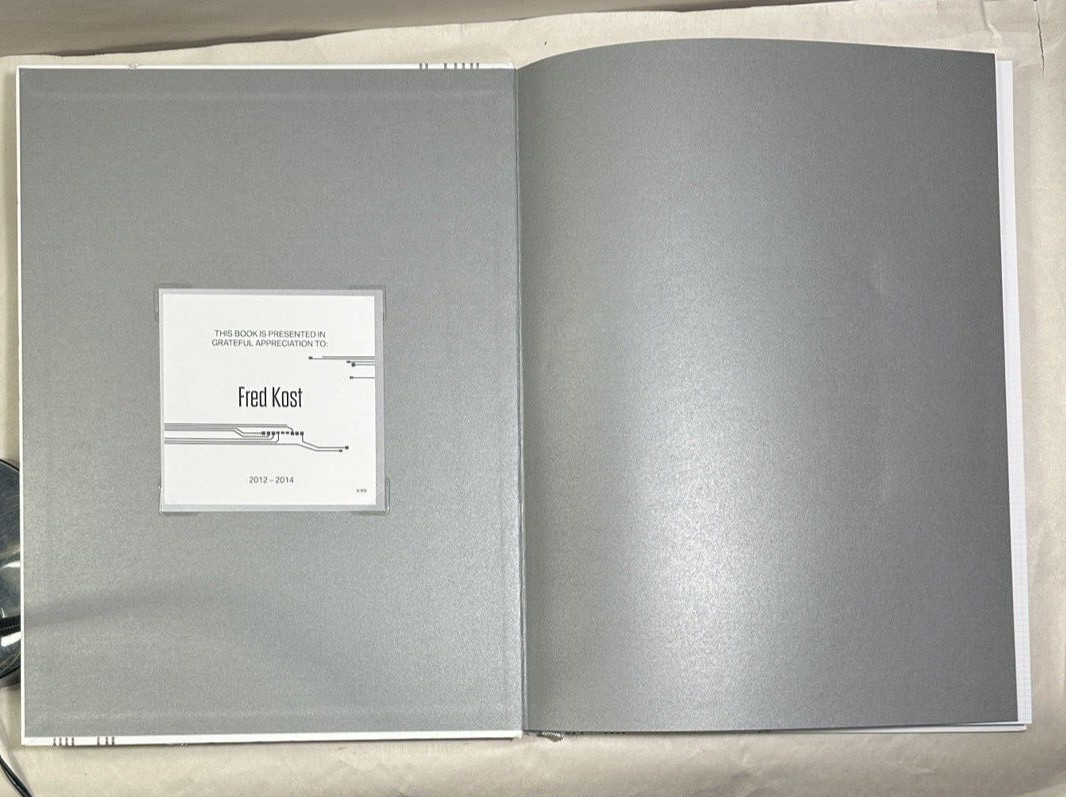 THIS BOOK IS PRESENTED IN
GRATEFUL APPRECIATION TO:
Fred Kost
2012 – 2014